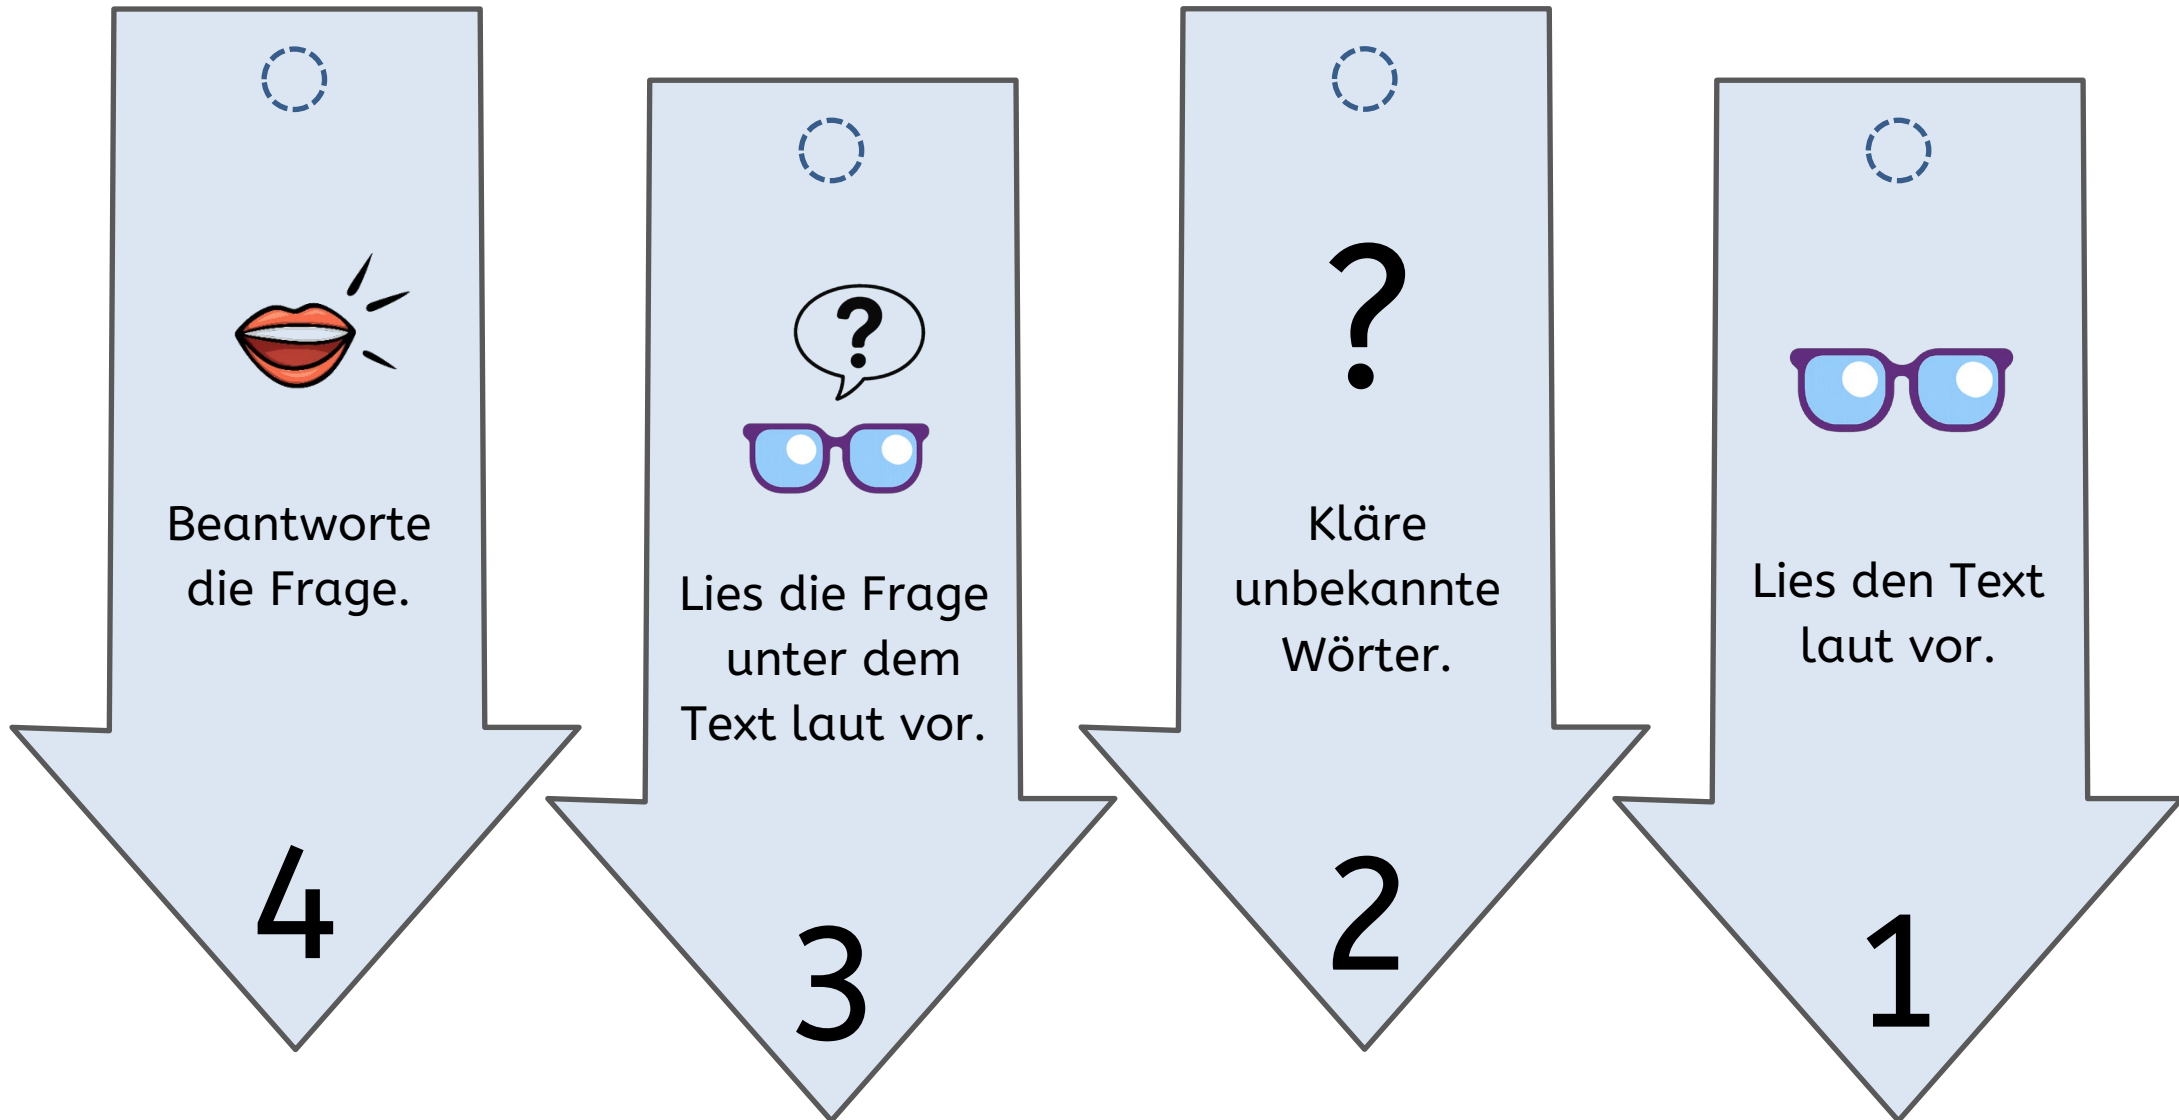 Beantworte
die Frage.
4
?
Lies die Frage
unter dem
Text laut vor.
3
?
Kläre
unbekannte
Wörter.
2
Lies den Text
laut vor.
1